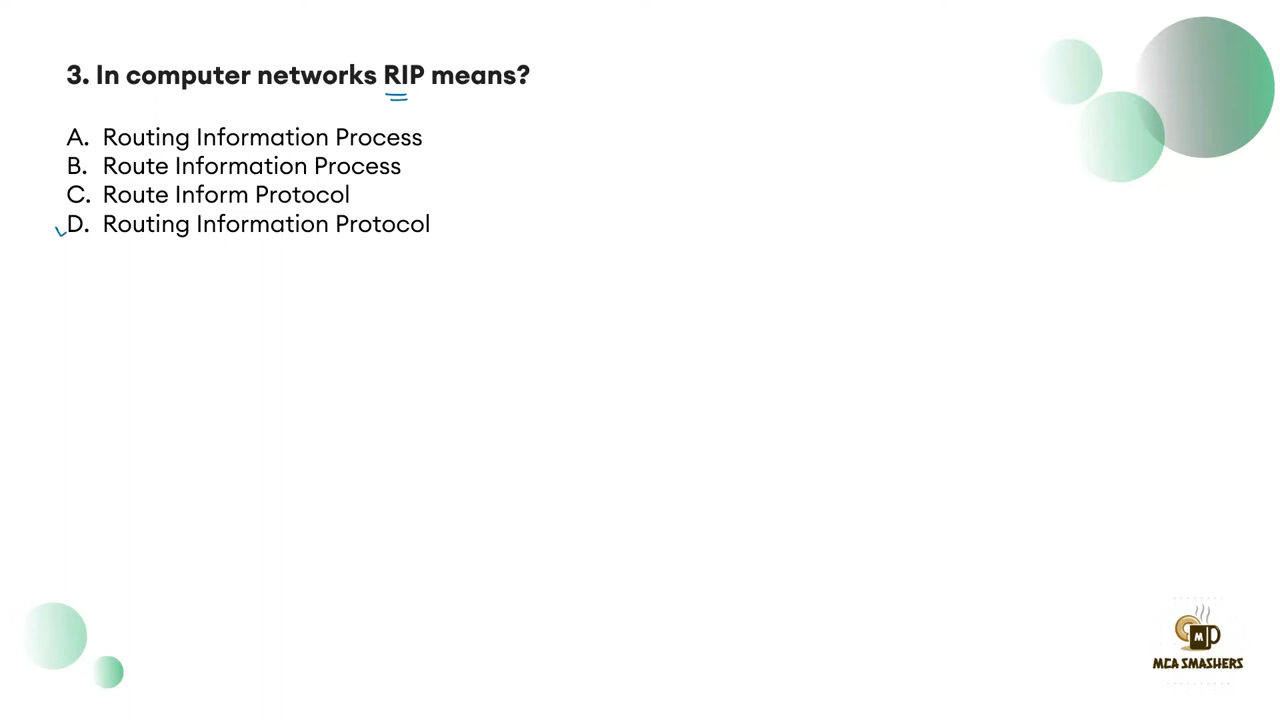 3. In computer networks RIP means?
A. Routing Information Process
B. Route Information Process
C. Route Inform Protocol
D. Routing Information Protocol
M
MCA SMASHERS